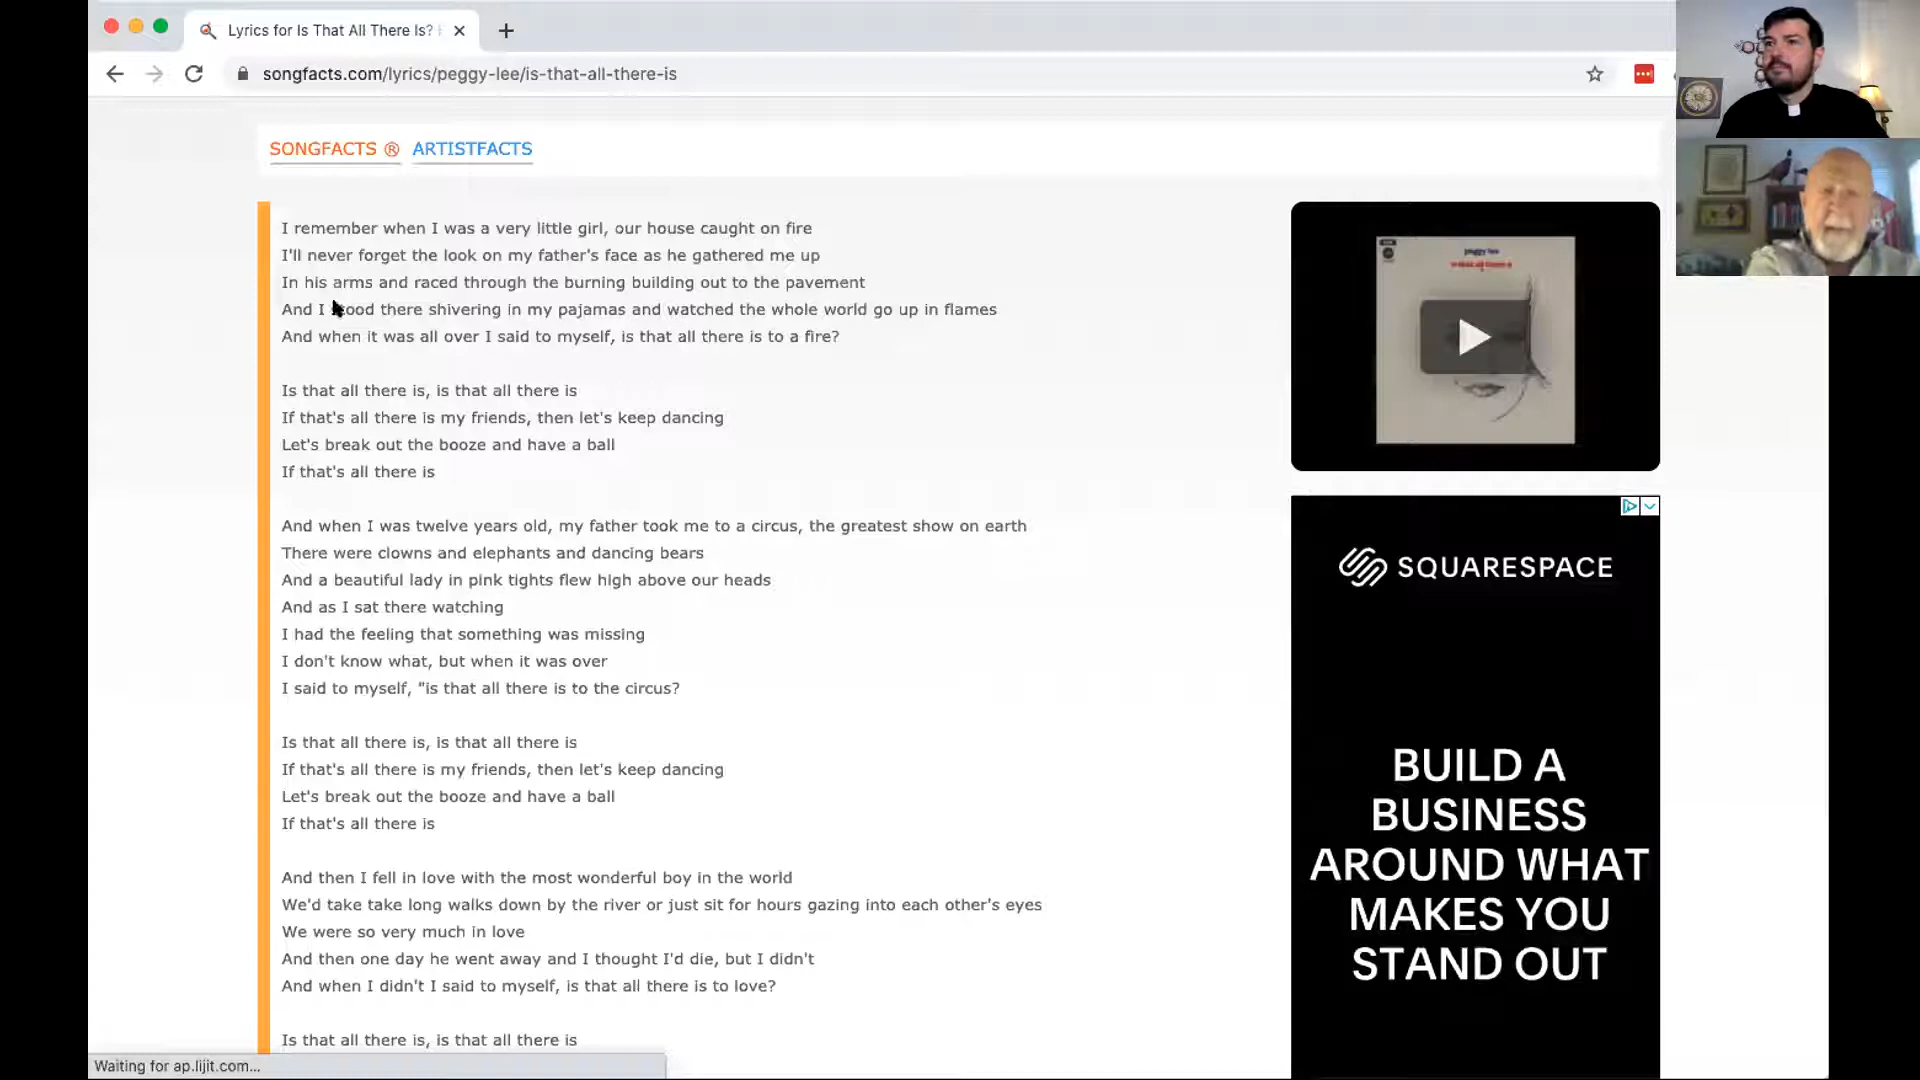 Lyrics for Is That All There Is?
songfacts.com/lyrics/peggy-lee/is-that-all-there-is
SONGFACTS ® ARTISTFACTS
I remember when I was a very little girl, our house caught on fire
I'll never forget the look on my father's face as he gathered me up
In his arms and raced through the burning building out to the pavement
And I stood there shivering in my pajamas and watched the whole world go up in flames
And when it was all over I said to myself, is that all there is to a fire?
Is that all there is, is that all there is
If that's all there is my friends, then let's keep dancing
Let's break out the booze and have a ball
If that's all there is
And when I was twelve years old, my father took me to a circus, the greatest show on earth
There were clowns and elephants and dancing bears
And a beautiful lady in pink tights flew high above our heads
And as I sat there watching
I had the feeling that something was missing
I don't know what, but when it was over
I said to myself, "is that all there is to the circus?
Is that all there is, is that all there is
If that's all there is my friends, then let's keep dancing
Let's break out the booze and have a ball
If that's all there is
And then I fell in love with the most wonderful boy in the world
We'd take take long walks down by the river or just sit for hours gazing into each other's eyes
We were so very much in love
And then one day he went away and I thought I'd die, but I didn't
And when I didn't I said to myself, is that all there is to love?
Is that all there is, is that all there is
peggy lee
SQUARESPACE
BUILD A
BUSINESS
AROUND WHAT
MAKES YOU
STAND OUT
Waiting for ap.lijit.com...